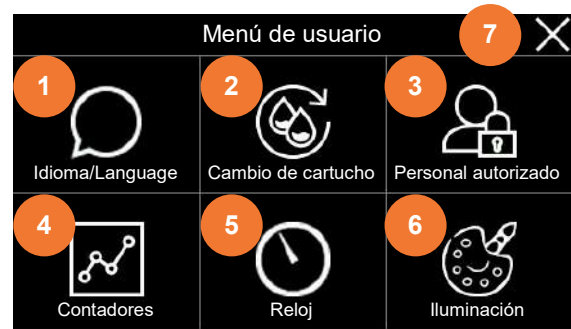 Menú de usuario
7
1
2
3
Idioma/Language
Cambio de cartucho
Personal autorizado
4
5
6
Contadores
Reloj
Iluminación